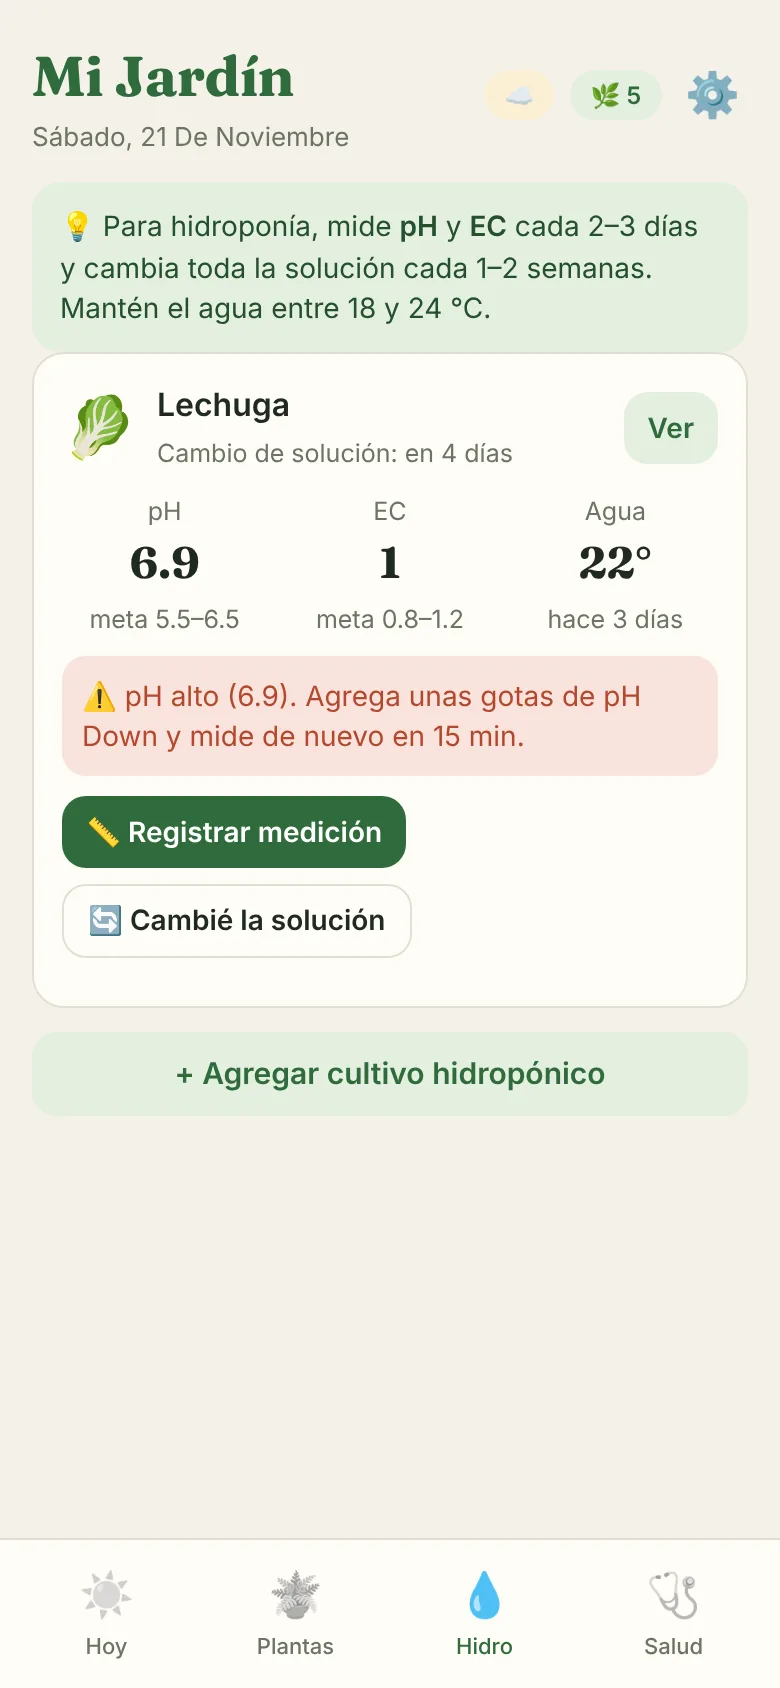 Mi Jardín
Sábado, 21 De Noviembre
5
Para hidroponía, mide pH y EC cada 2–3 días
y cambia toda la solución cada 1–2 semanas.
Mantén el agua entre 18 y 24 °C.
Lechuga
Cambio de solución: en 4 días
Ver
pH EC Agua
6.9 1 22°
meta 5.5–6.5 meta 0.8–1.2 hace 3 días
pH alto (6.9). Agrega unas gotas de pH
Down y mide de nuevo en 15 min.
Registrar medición
Cambié la solución
+ Agregar cultivo hidropónico
Hoy Plantas Hidro Salud